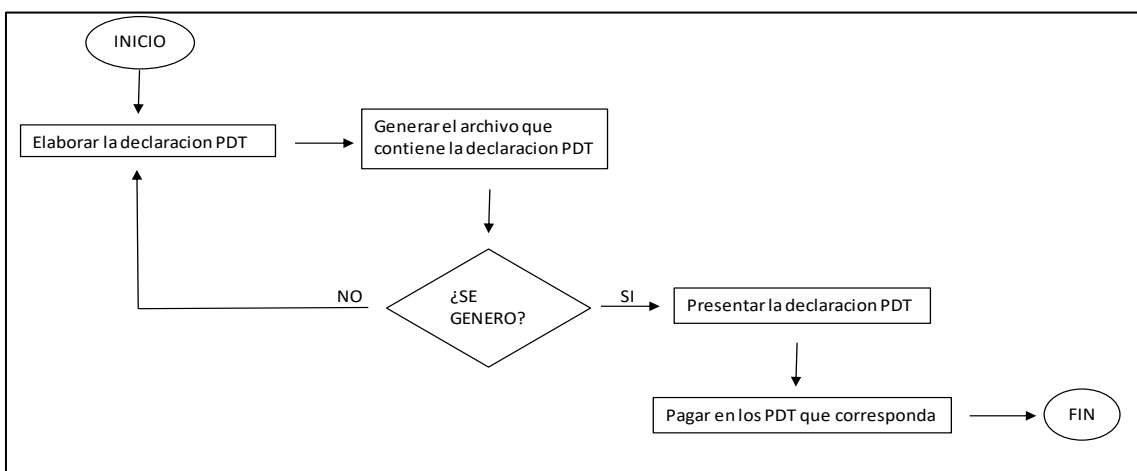 INICIO
Elaborar la declaracion PDT
Generar el archivo que
contiene la declaracion PDT
NO
¿SE
GENERO?
SI
Presentar la declaracion PDT
Pagar en los PDT que corresponda
FIN